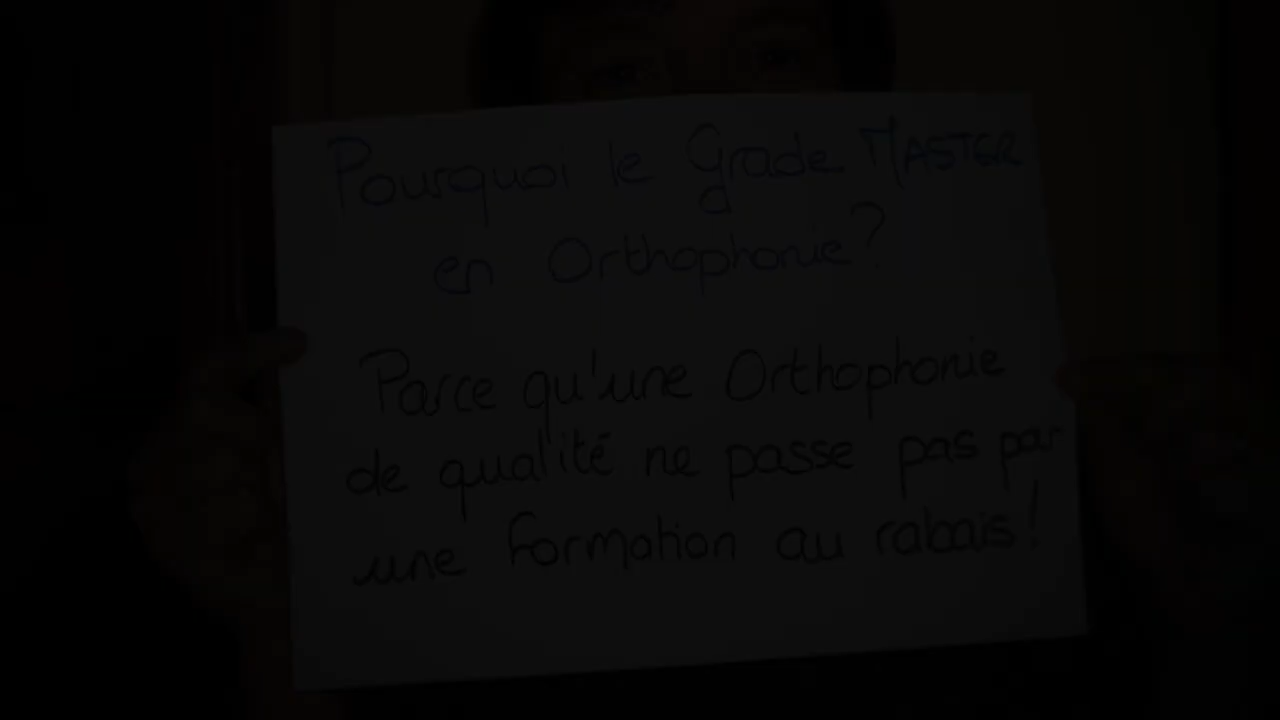 Pourquoi le Grade MASTER
en Orthophonie?
Parce qu'une Orthophonie
de qualité ne passe pas par
une formation au rabais!